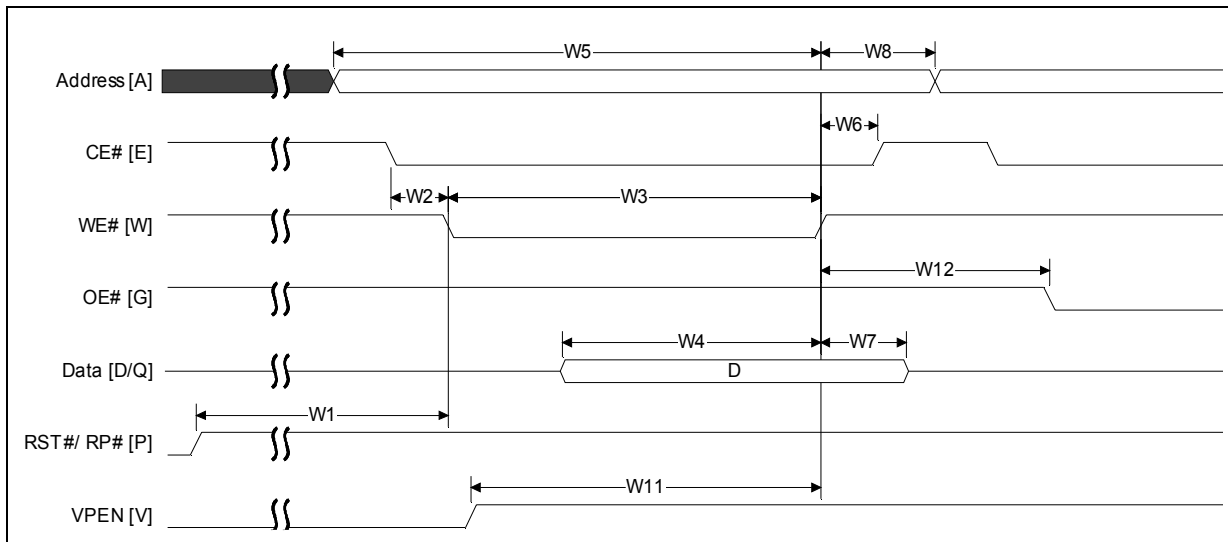 W5
W8
Address [A]
W6
CE# [E]
W2
W3
WE# [W]
W12
OE# [G]
W4
W7
Data [D/Q]
D
W1
RST#/ RP# [P]
W11
VPEN [V]